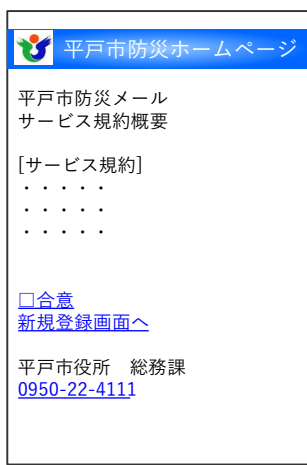 平戸市防災ホームページ
平戸市防災メール
サービス規約概要
[サービス規約]
・・・・・
・・・・・
・・・・・
□合意
新規登録画面へ
平戸市役所　総務課
0950-22-4111